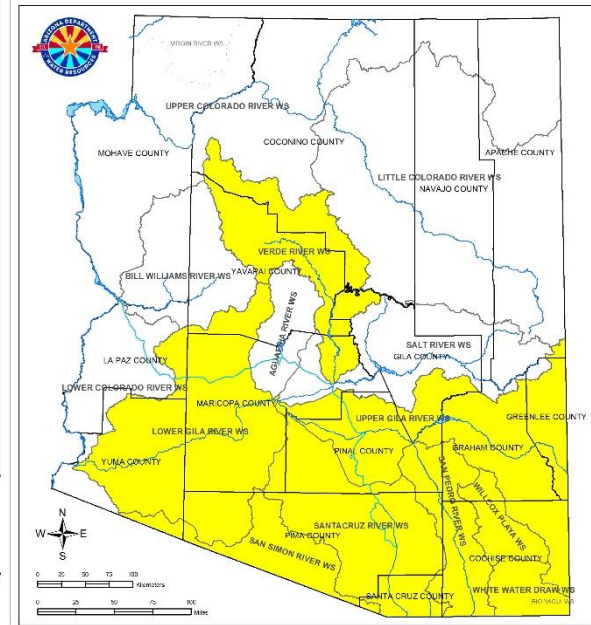 ARIZONA DEPARTMENT
WATER RESOURCES
VIRGIN RIVER WS
UPPER COLORADO RIVER WS
COCONINO COUNTY
MOHAVE COUNTY
APACHE COUNTY
LITTLE COLORADO RIVER WS
NAVAJO COUNTY
VERDE RIVER WS
YAVAPAI COUNTY
BILL WILLIAMS RIVER WS
AGUA FRIA RIVER WS
SALT RIVER WS
GILA COUNTY
LA PAZ COUNTY
LOWER COLORADO RIVER WS
MARICOPA COUNTY
UPPER GILA RIVER WS
GREENLEE COUNTY
LOWER GILA RIVER WS
GRAHAM COUNTY
PINAL COUNTY
YUMA COUNTY
SAN PEDRO RIVER WS
WILLCOX PLAYA WS
SANTACRUZ RIVER WS
PIMA COUNTY
SAN SIMON RIVER WS
COCHISE COUNTY
WHITE WATER DRAW WS
SANTA CRUZ COUNTY
RIO YAQUI WS
N
W E
S
0 25 50 75 100
Kilometers
0 25 50 75 100
Miles